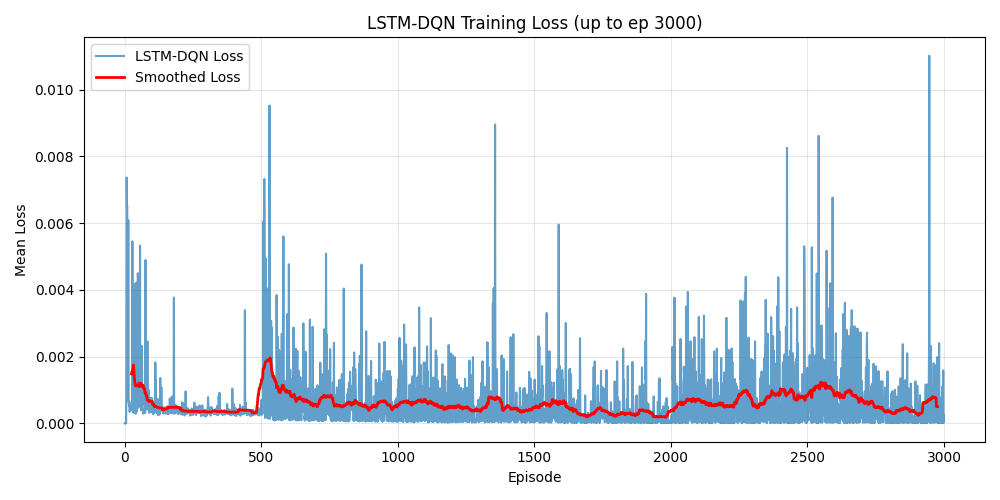 LSTM-DQN Training Loss (up to ep 3000)
LSTM-DQN Loss
Smoothed Loss
Mean Loss
0.010
0.008
0.006
0.004
0.002
0.000
0 500 1000 1500 2000 2500 3000
Episode